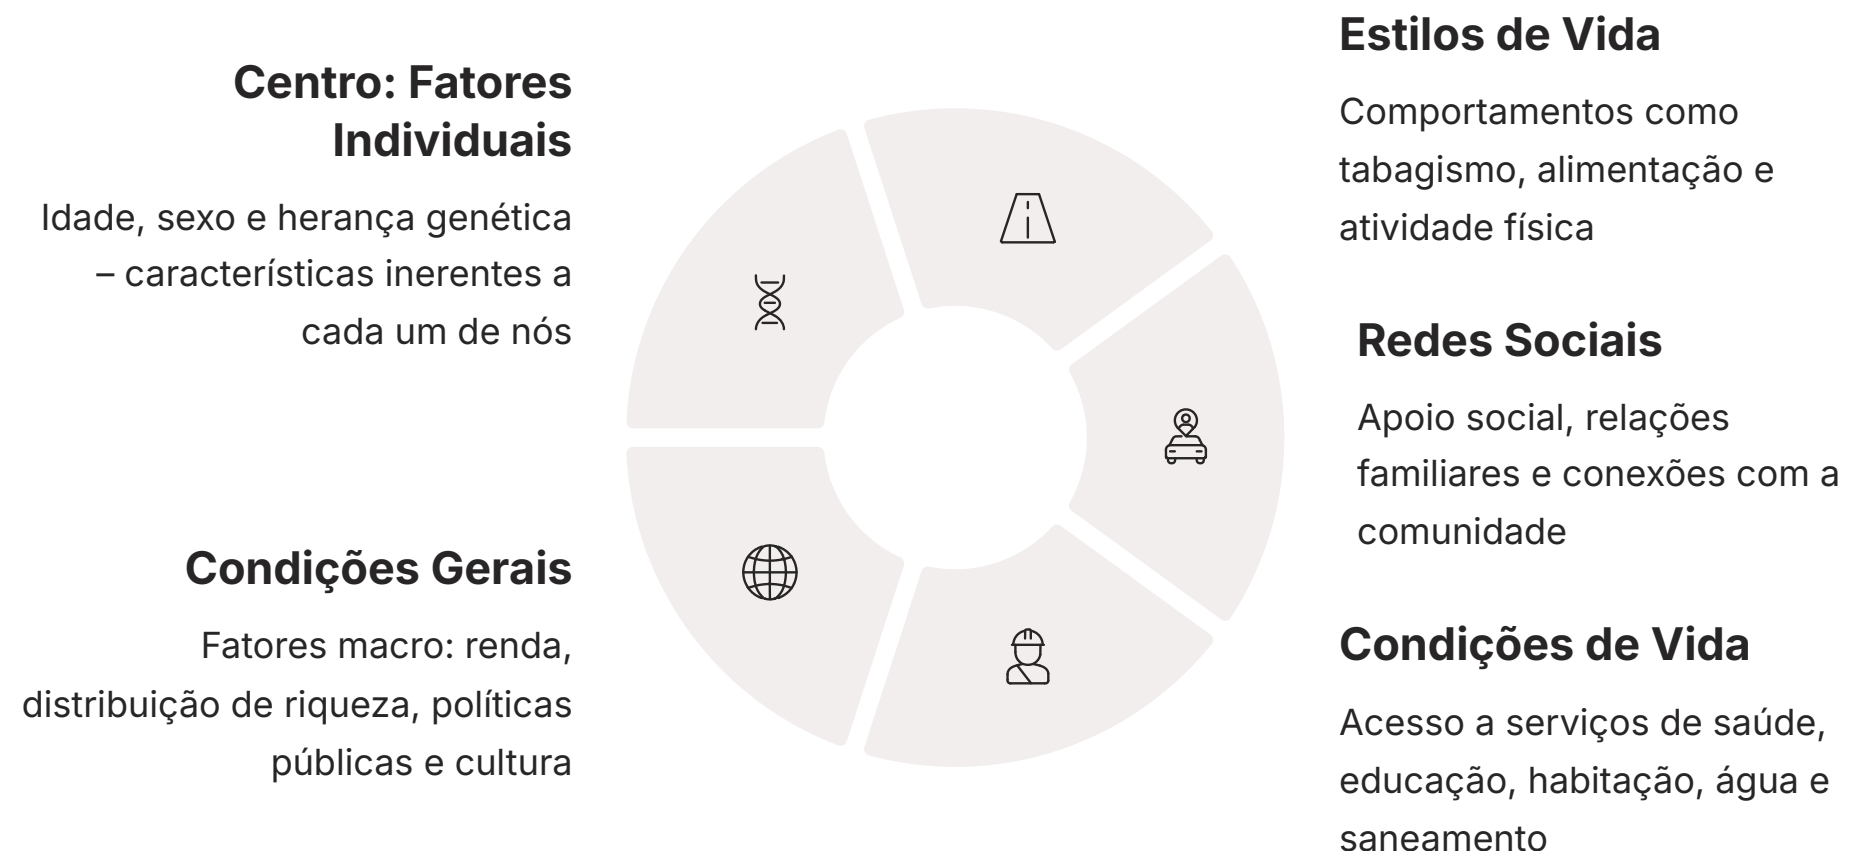 Centro: Fatores
Individuais
Idade, sexo e herança genética
– características inerentes a
cada um de nós
Estilos de Vida
Comportamentos como
tabagismo, alimentação e
atividade física
Redes Sociais
Apoio social, relações
familiares e conexões com a
comunidade
Condições de Vida
Acesso a serviços de saúde,
educação, habitação, água e
saneamento
Condições Gerais
Fatores macro: renda,
distribuição de riqueza, políticas
públicas e cultura